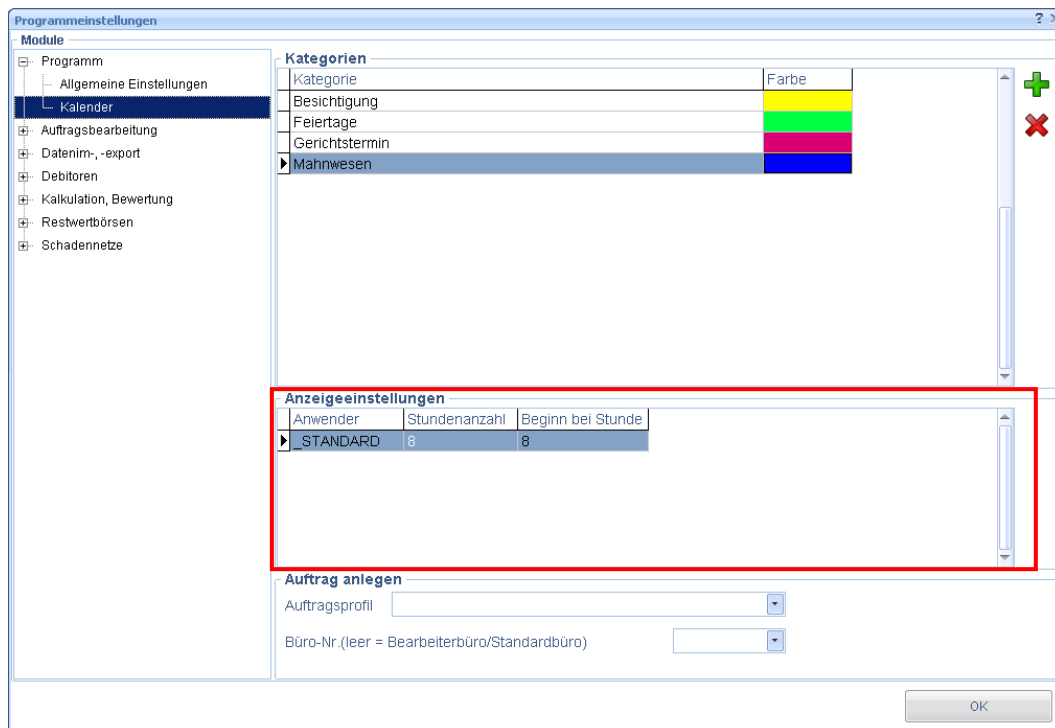 Programmeinstellungen ?
Module
Programm
Allgemeine Einstellungen
Kalender
Auftragsbearbeitung
Datenim-, -export
Debitoren
Kalkulation, Bewertung
Restwertbörsen
Schadennetze
Kategorien
Kategorie Farbe
Besichtigung
Feiertage
Gerichtstermin
Mahnwesen
Anzeigeeinstellungen
Anwender Stundenanzahl Beginn bei Stunde
_STANDARD 8 8
Auftrag anlegen
Auftragsprofil
Büro-Nr.(leer = Bearbeiterbüro/Standardbüro)
OK